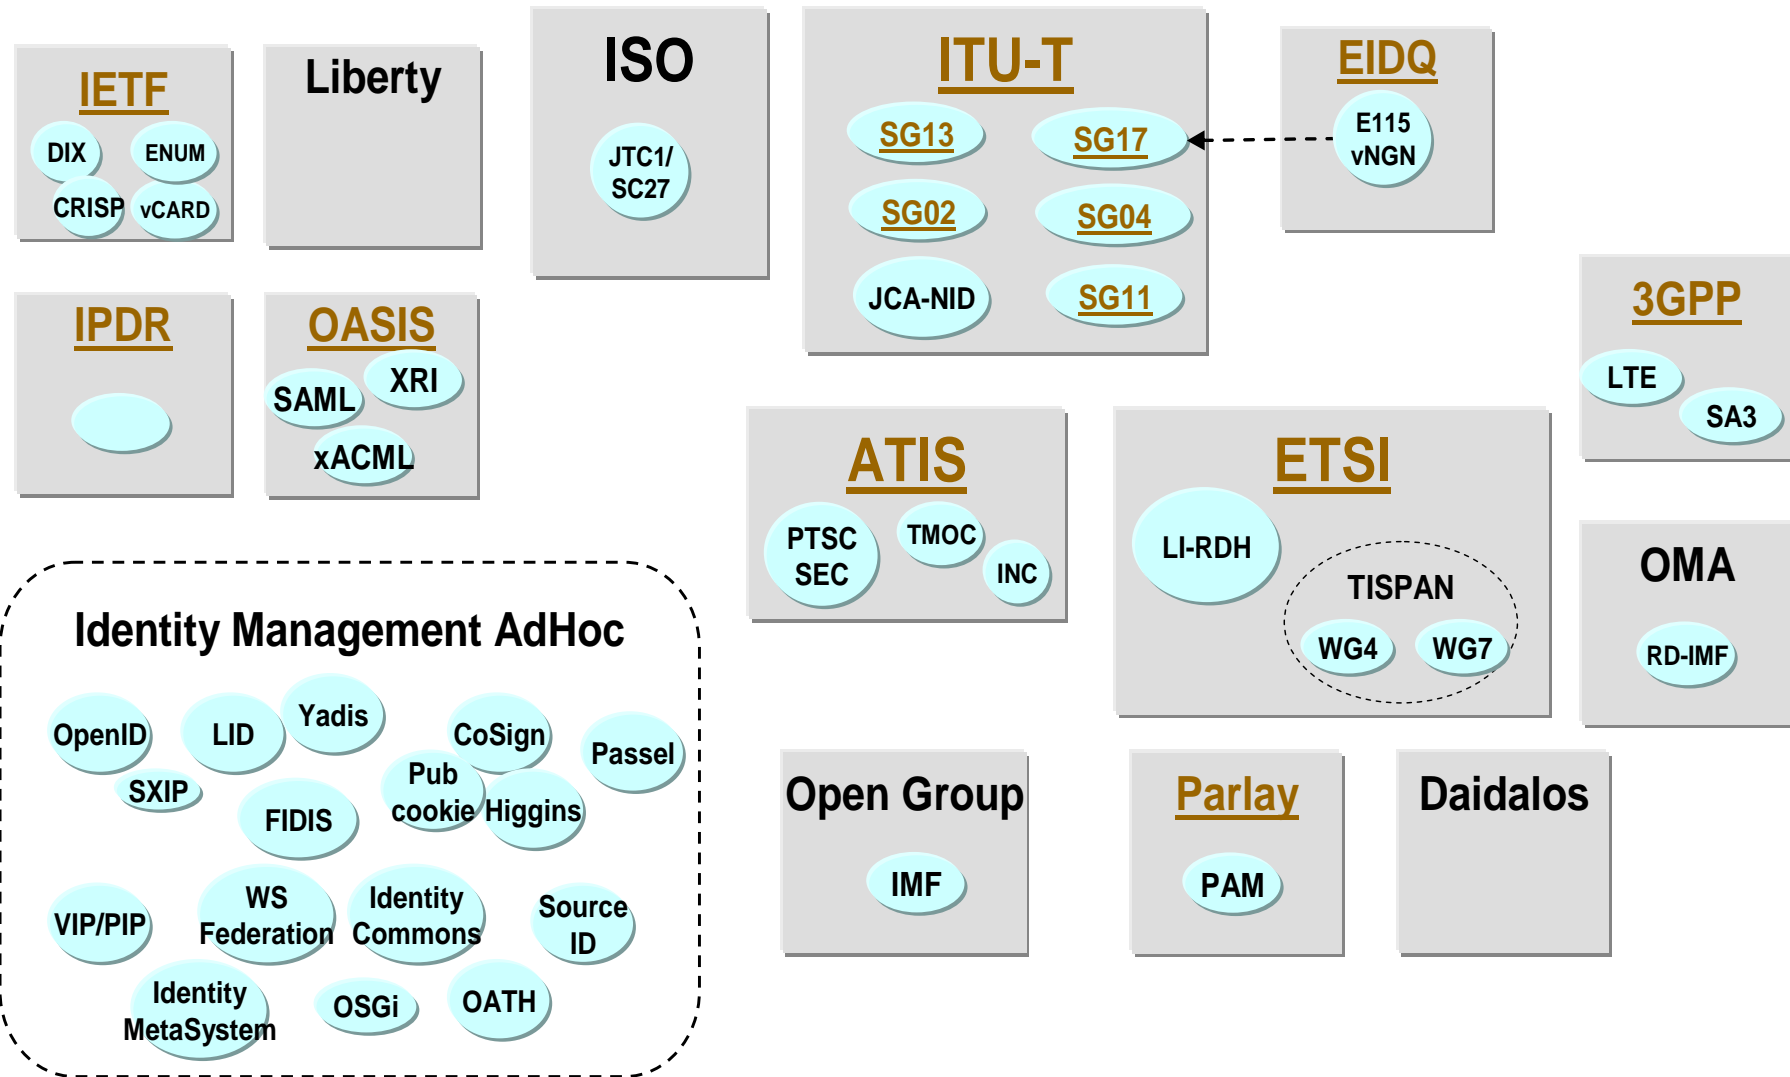 IETF
DIX
ENUM
CRISP
vCARD
Liberty
ISO
JTC1/
SC27
ITU-T
SG13
SG17
SG02
SG04
JCA-NID
SG11
EIDQ
E115
vNGN
IPDR
OASIS
SAML
XRI
xACML
3GPP
LTE
SA3
ATIS
PTSC
SEC
TMOC
INC
ETSI
LI-RDH
TISPAN
WG4
WG7
OMA
RD-IMF
Identity Management AdHoc
OpenID
LID
Yadis
CoSign
Passel
SXIP
FIDIS
Pub
cookie
Higgins
VIP/PIP
WS
Federation
Identity
Commons
Source
ID
Identity
MetaSystem
OSGi
OATH
Open Group
IMF
Parlay
PAM
Daidalos